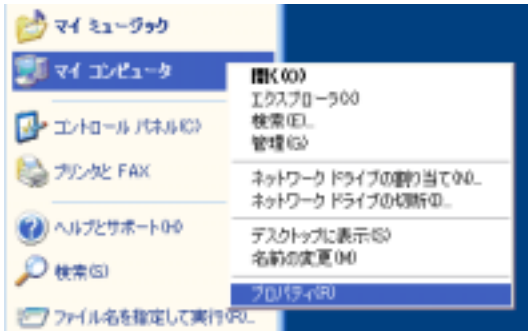 マイ ミュージック
マイ コンピュータ
コントロール パネル(C)
プリンタと FAX
ヘルプとサポート(H)
検索(S)
ファイル名を指定して実行(R)...
開く(O)
エクスプローラ(X)
検索(E)...
管理(G)
ネットワーク ドライブの割り当て(N)...
ネットワーク ドライブの切断(I)...
デスクトップに表示(S)
名前の変更(M)
プロパティ(R)